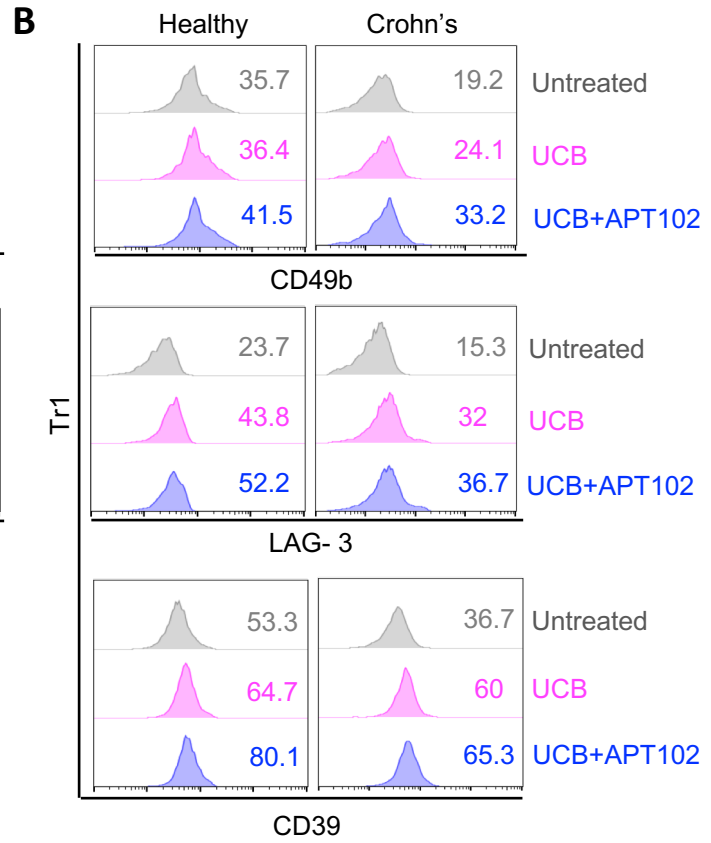 B
Healthy Crohn's
35.7 19.2 Untreated
36.4 24.1 UCB
41.5 33.2 UCB+APT102
CD49b
Tr1
23.7 15.3 Untreated
43.8 32 UCB
52.2 36.7 UCB+APT102
LAG- 3
53.3 36.7 Untreated
64.7 60 UCB
80.1 65.3 UCB+APT102
CD39